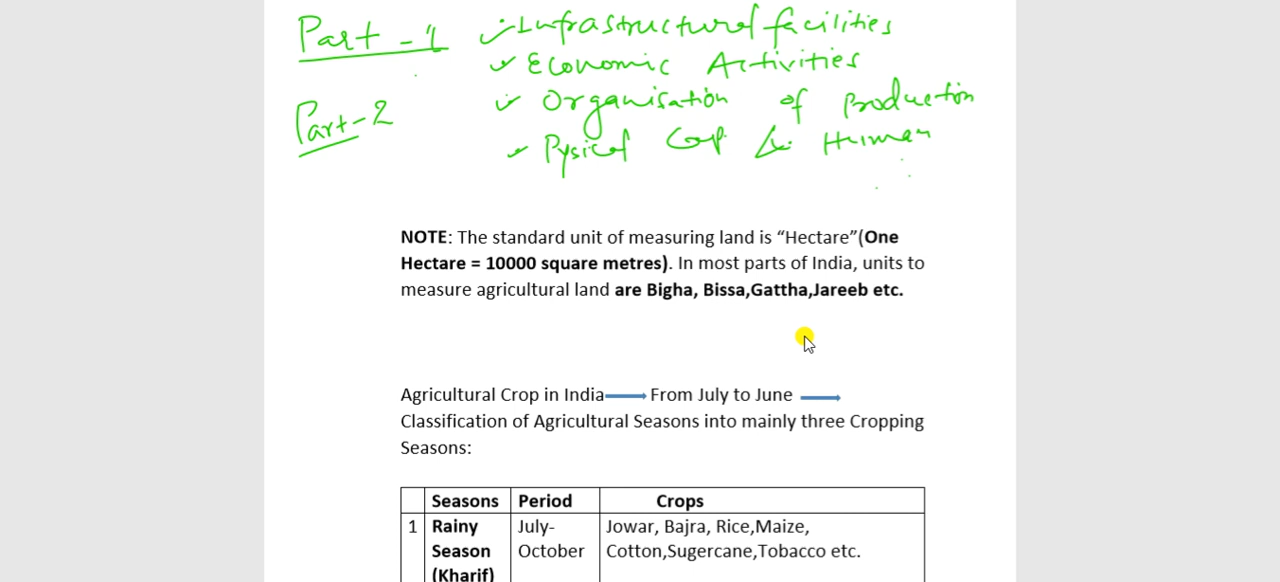 Part - 1 Infrastructural facilities
Economic Activities
Part-2 Organisation of Production
Pysical Cap & Human
NOTE: The standard unit of measuring land is “Hectare”(One
Hectare = 10000 square metres). In most parts of India, units to
measure agricultural land are Bigha, Bissa,Gattha,Jareeb etc.
Agricultural Crop in India From July to June
Classification of Agricultural Seasons into mainly three Cropping
Seasons:
Seasons Period Crops
1 Rainy July- Jowar, Bajra, Rice,Maize,
Season October Cotton,Sugercane,Tobacco etc.
(Kharif)